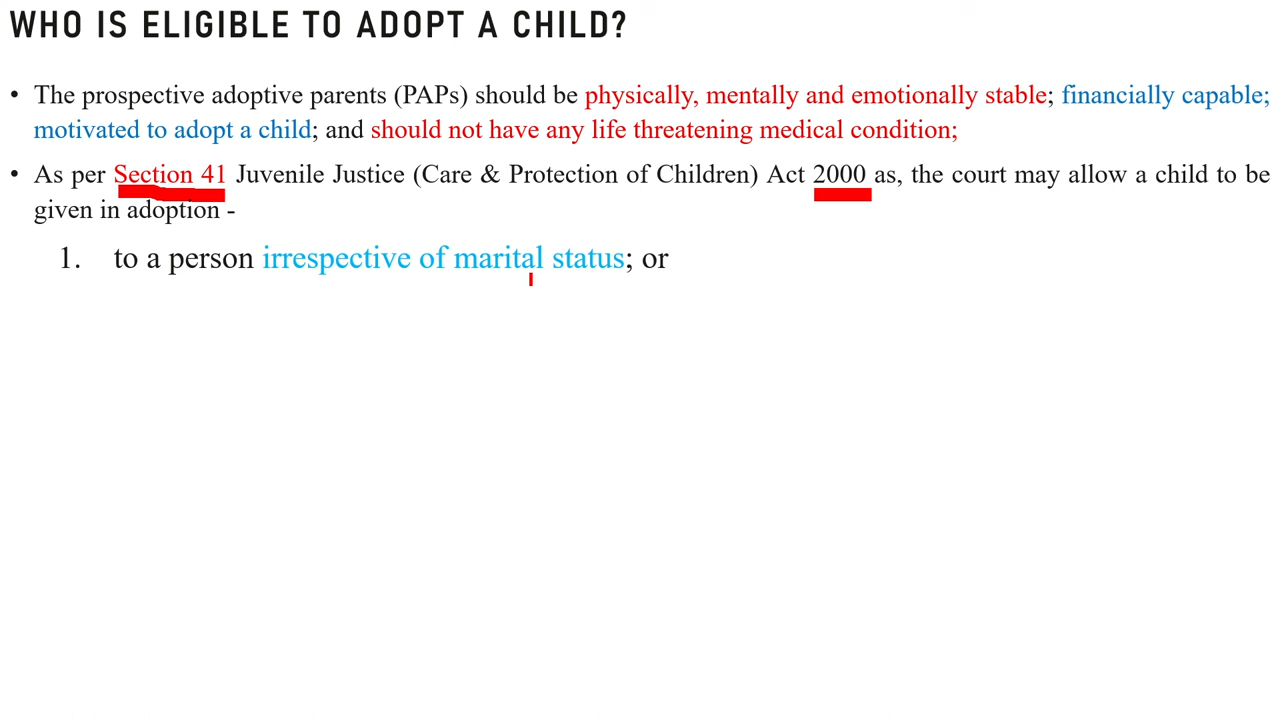 WHO IS ELIGIBLE TO ADOPT A CHILD?
• The prospective adoptive parents (PAPs) should be physically, mentally and emotionally stable; financially capable;
motivated to adopt a child; and should not have any life threatening medical condition;
• As per Section 41 Juvenile Justice (Care & Protection of Children) Act 2000 as, the court may allow a child to be
given in adoption -
1. to a person irrespective of marital status; or